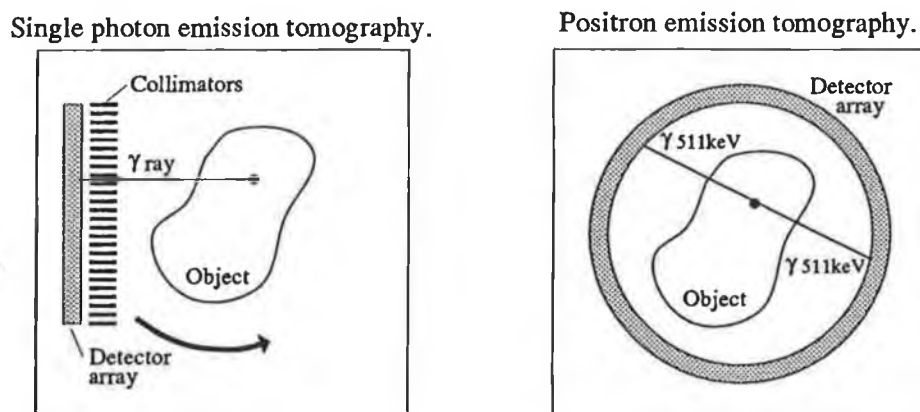 Single photon emission tomography.
Collimators
γ ray
Object
Detector
array
Positron emission tomography.
Detector
array
γ 511keV
γ 511keV
Object